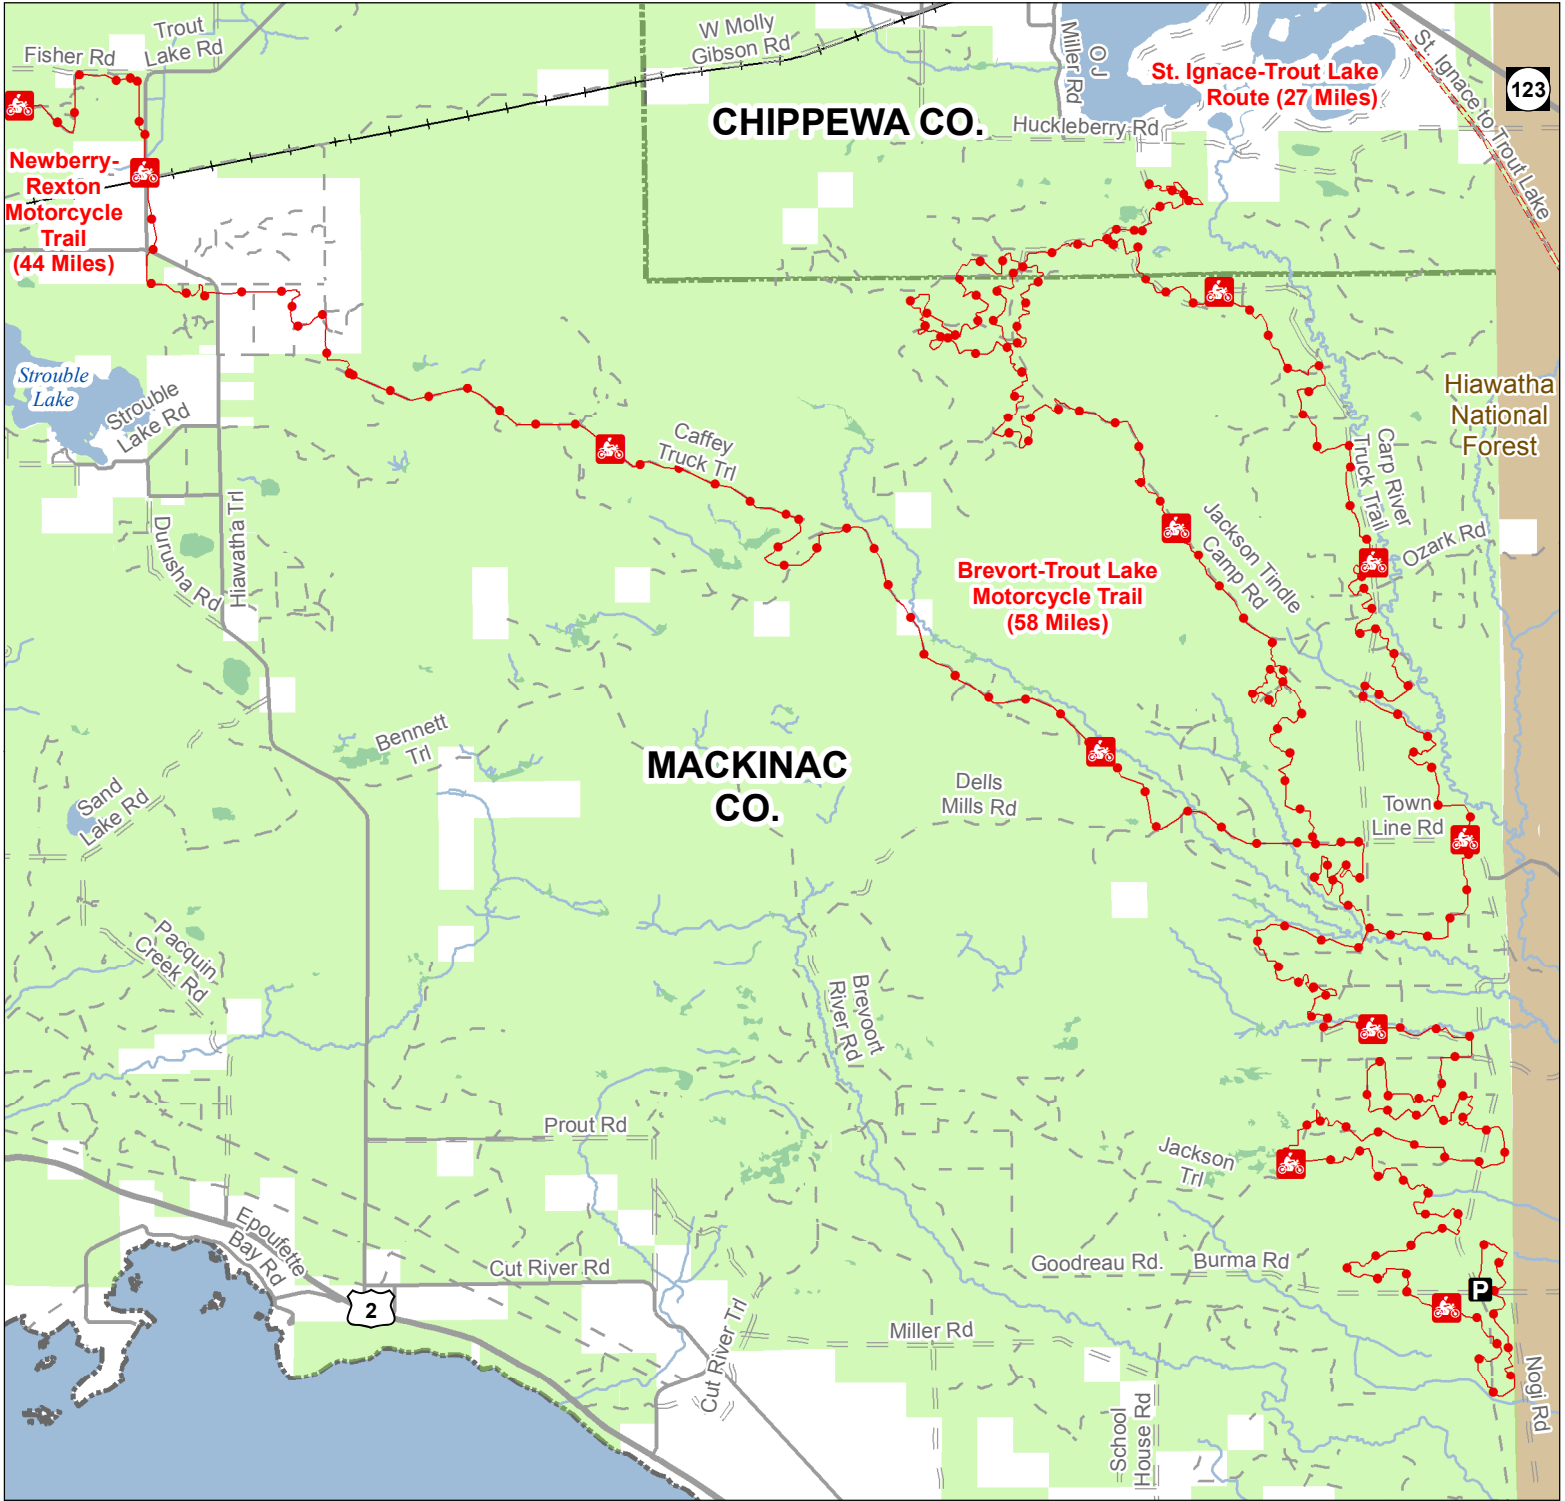 Trout
Lake Rd
Fisher Rd
W Molly
Gibson Rd
O J
Miller Rd
St. Ignace-Trout Lake
Route (27 Miles)
St. Ignace to Trout Lake
123
CHIPPEWA CO.
Huckleberry Rd
Newberry-
Rexton
Motorcycle
Trail
(44 Miles)
Strouble
Lake
Strouble
Lake Rd
Hiawatha
National
Forest
Caffey
Truck Trl
Carp River
Truck Trail
Durusha Rd
Hiawatha Trl
Jackson Tindle
Camp Rd
Ozark Rd
Brevort-Trout Lake
Motorcycle Trail
(58 Miles)
Bennett
Trl
MACKINAC
CO.
Sand
Lake Rd
Dells
Mills Rd
Town
Line Rd
Pacquin
Creek Rd
Brevoort
River Rd
Prout Rd
Jackson
Trl
Epoufette
Bay Rd
Cut River Rd
Goodreau Rd.
Burma Rd
P
2
Cut River Trl
Miller Rd
School
House Rd
Nogi Rd